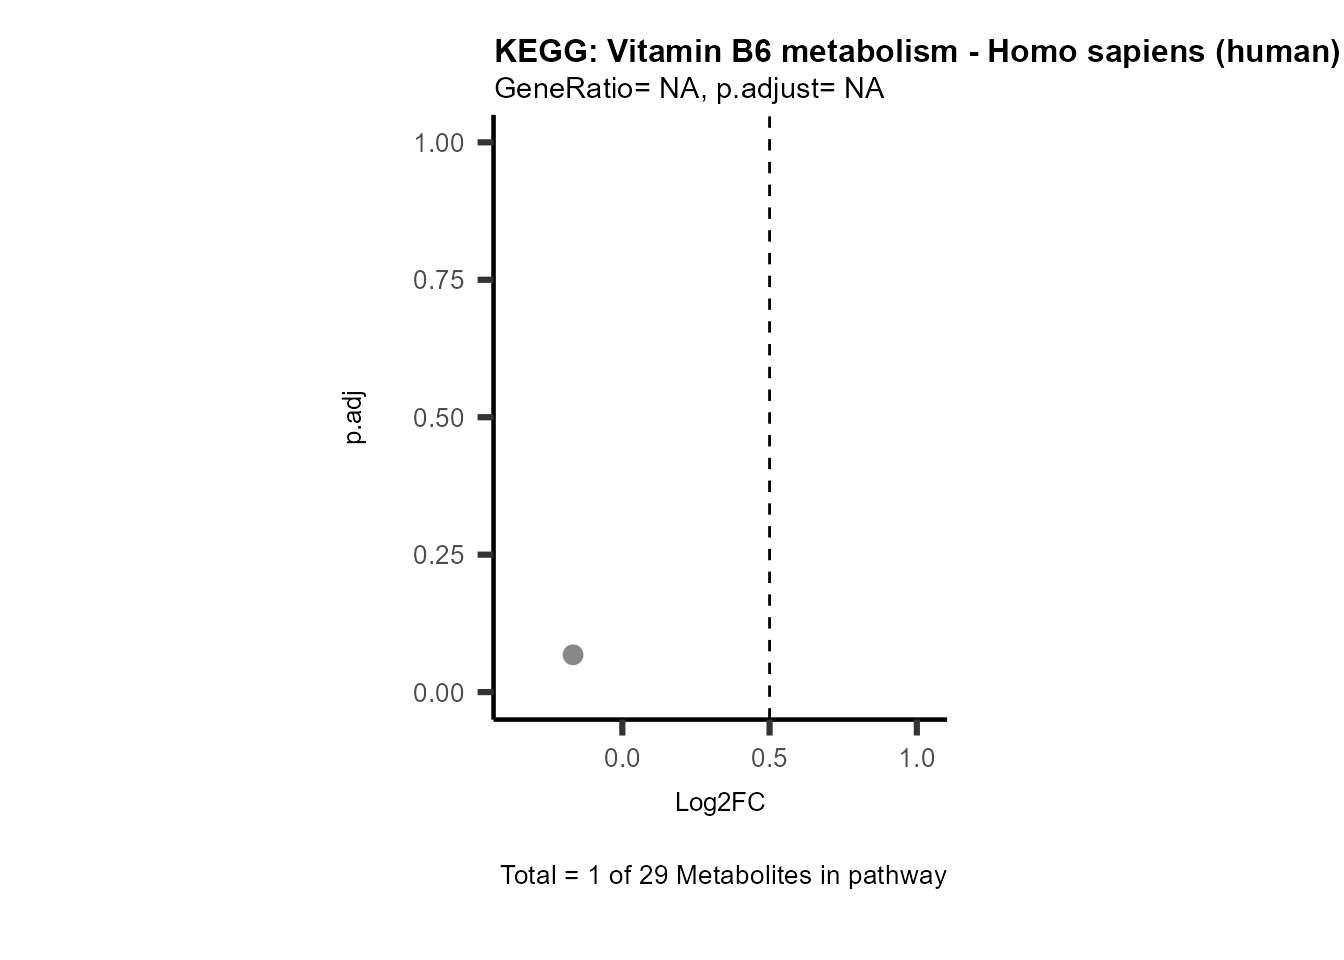 KEGG: Vitamin B6 metabolism - Homo sapiens (human)
GeneRatio= NA, p.adjust= NA
1.00
0.75
0.50
0.25
0.00
p.adj
0.0 0.5 1.0
Log2FC
Total = 1 of 29 Metabolites in pathway